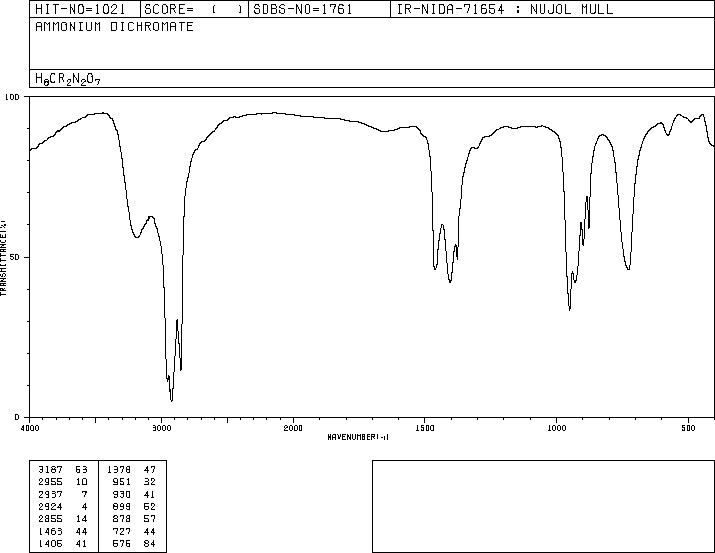 HIT-NO=1021 SCORE= ( ) SDBS-NO=1761 IR-NIDA-71654 : NUJOL MULL
AMMONIUM DICHROMATE
H8CR2N2O7
100
50
0
TRANSMITTANCE(%)
4000 3000 2000 1500 1000 500
WAVENUMBER(-1)
3187 53 1378 47
2955 10 951 32
2937 7 930 41
2924 4 899 52
2855 14 878 57
1463 44 727 44
1405 41 576 84